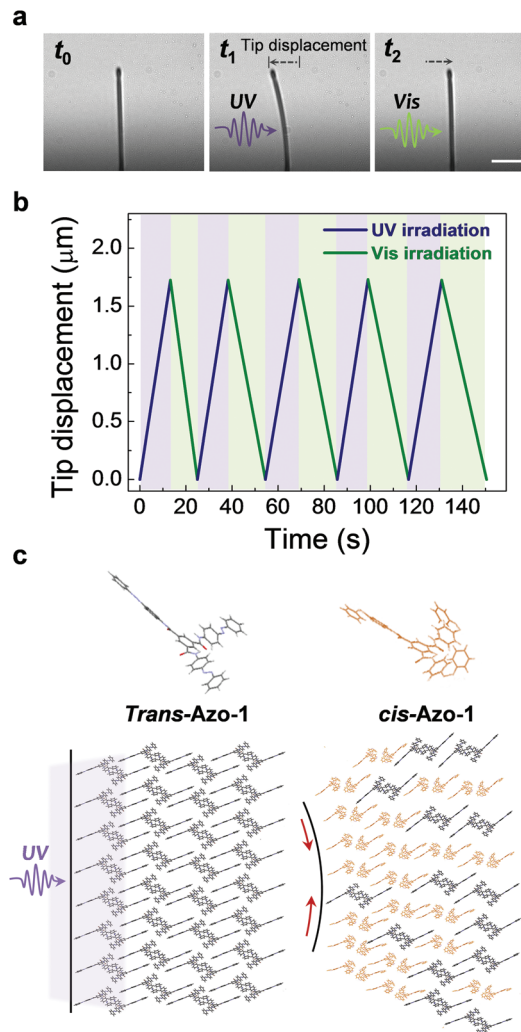 a
t0
t1
Tip displacement
UV
t2
Vis
b
Tip displacement (μm)
2.0
1.5
1.0
0.5
0.0
UV irradiation
Vis irradiation
0 20 40 60 80 100 120 140
Time (s)
c
Trans-Azo-1
cis-Azo-1
UV